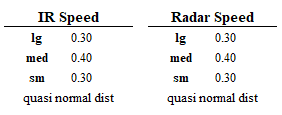 IR Speed
lg 0.30
med 0.40
sm 0.30
quasi normal dist
Radar Speed
lg 0.30
med 0.40
sm 0.30
quasi normal dist